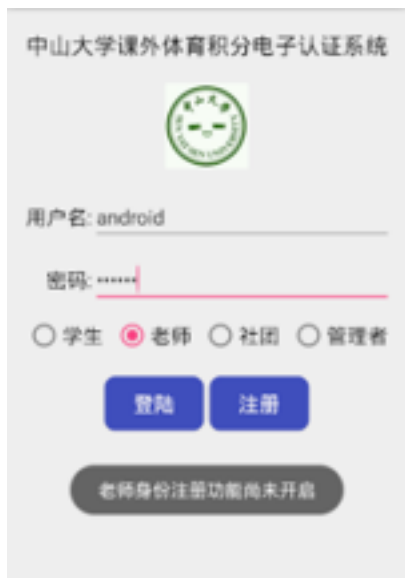 中山大学课外体育积分电子认证系统
用户名: android
密码: ••••••
学生 老师 社团 管理者
登陆 注册
老师身份注册功能尚未开启